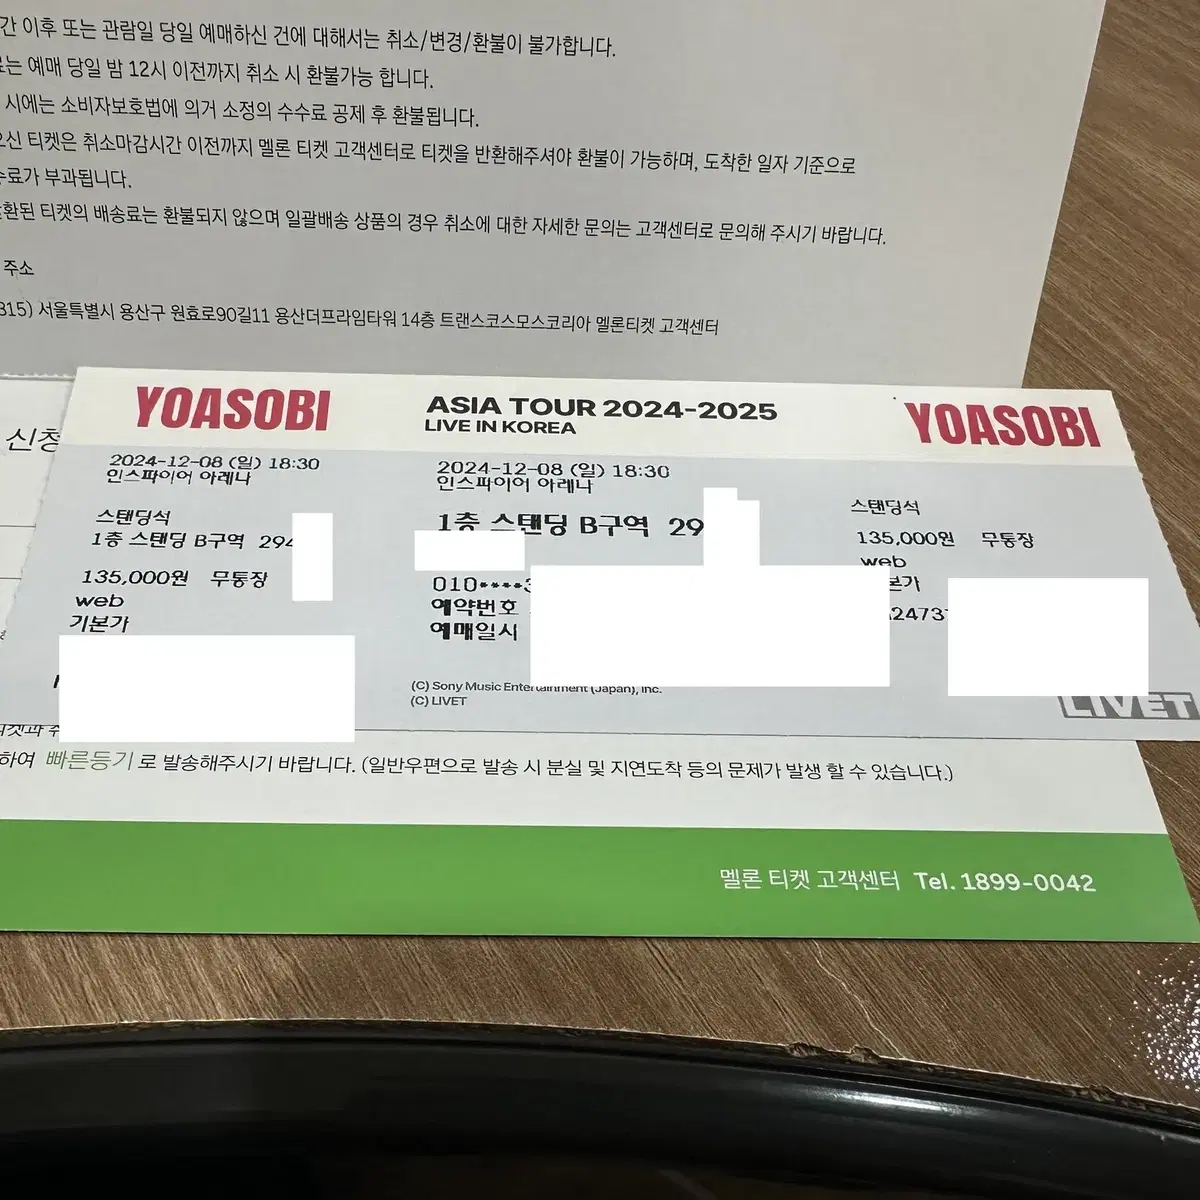 간 이후 또는 관람일 당일 예매하신 건에 대해서는 취소/변경/환불이 불가합니다.
는 예매 당일 밤 12시 이전까지 취소 시 환불가능 합니다.
시에는 소비자보호법에 의거 소정의 수수료 공제 후 환불됩니다.
신 티켓은 취소마감시간 이전까지 멜론 티켓 고객센터로 티켓을 반환해주셔야 환불이 가능하며, 도착한 일자 기준으로
료가 부과됩니다.
환된 티켓의 배송료는 환불되지 않으며 일괄배송 상품의 경우 취소에 대한 자세한 문의는 고객센터로 문의해 주시기 바랍니다.
주소
315) 서울특별시 용산구 원효로90길11 용산더프라임타워 14층 트랜스코스모스코리아 멜론티켓 고객센터
신청
YOASOBI
2024-12-08 (일) 18:30
인스파이어 아레나
스탠딩석
1층 스탠딩 B구역 294
135,000원 무통장
web
기본가
ASIA TOUR 2024-2025
LIVE IN KOREA
2024-12-08 (일) 18:30
인스파이어 아레나
1층 스탠딩 B구역 29
010****3
예약번호
예매일시
(C) Sony Music Entertainment (Japan), Inc.
(C) LIVET
YOASOBI
스탠딩석
135,000원 무통장
web
본가
2473
LIVET
하여 빠른등기 로 발송해주시기 바랍니다. (일반우편으로 발송 시 분실 및 지연도착 등의 문제가 발생 할 수 있습니다.)
멜론 티켓 고객센터 Tel. 1899-0042